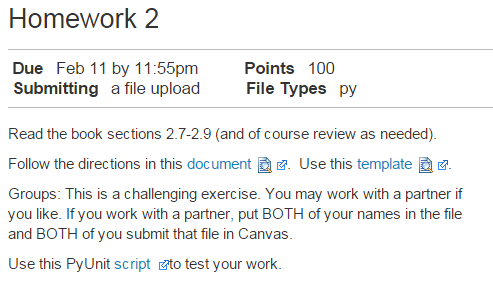 Homework 2
Due Feb 11 by 11:55pm Points 100
Submitting a file upload File Types py
Read the book sections 2.7-2.9 (and of course review as needed).
Follow the directions in this document. Use this template.
Groups: This is a challenging exercise. You may work with a partner if
you like. If you work with a partner, put BOTH of your names in the file
and BOTH of you submit that file in Canvas.
Use this PyUnit script to test your work.